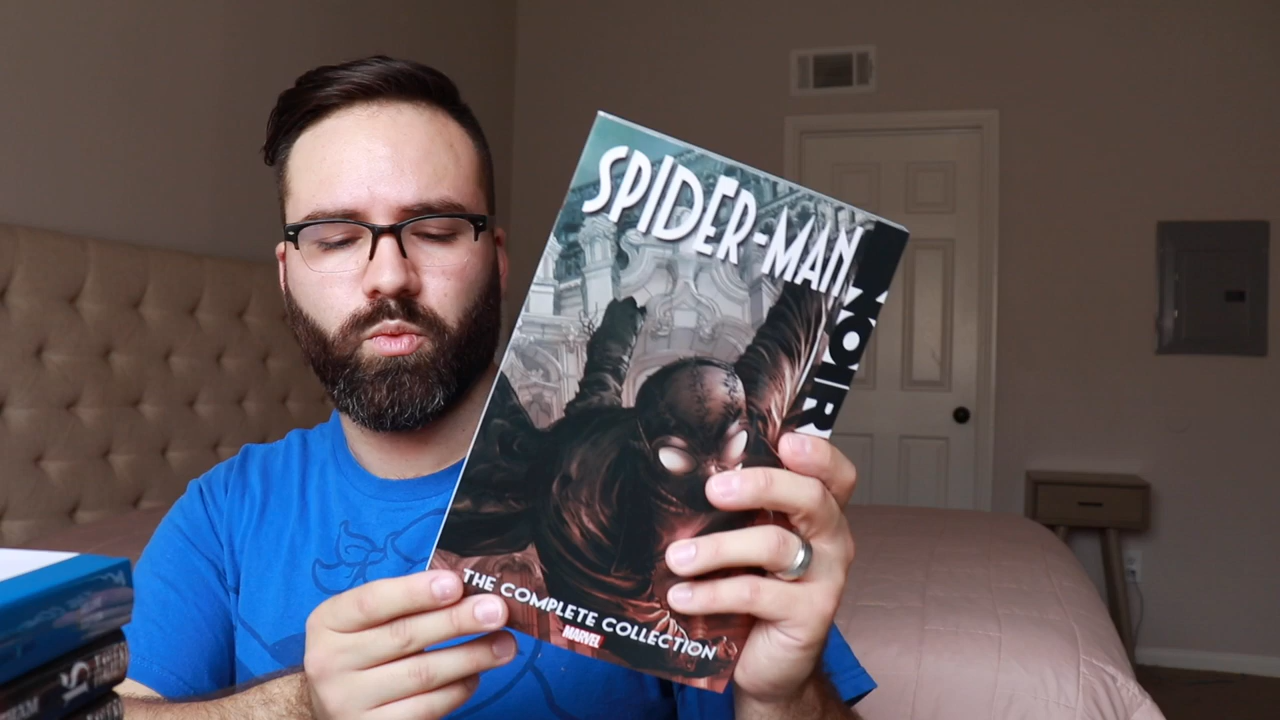 SPIDER-MAN
NOIR
THE COMPLETE COLLECTION
MARVEL